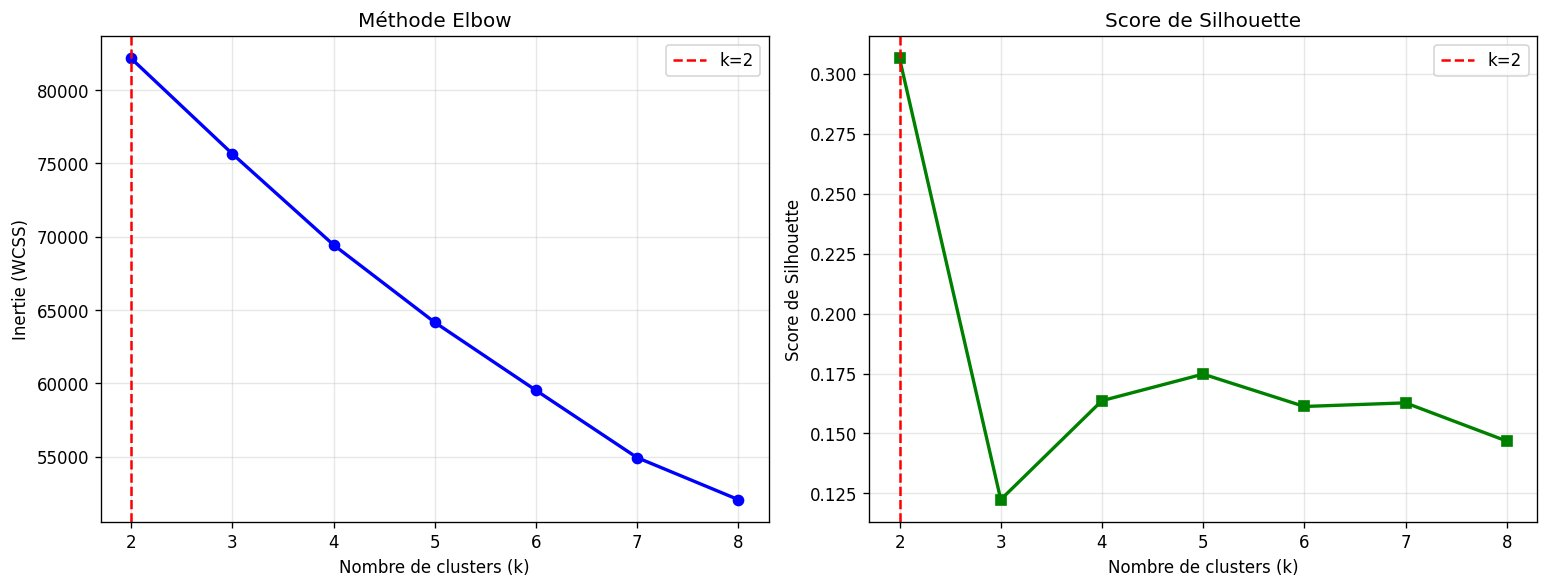 Méthode Elbow
k=2
80000
75000
70000
65000
60000
55000
Inertie (WCSS)
2 3 4 5 6 7 8
Nombre de clusters (k)
Score de Silhouette
k=2
0.300
0.275
0.250
0.225
0.200
0.175
0.150
0.125
Score de Silhouette
2 3 4 5 6 7 8
Nombre de clusters (k)